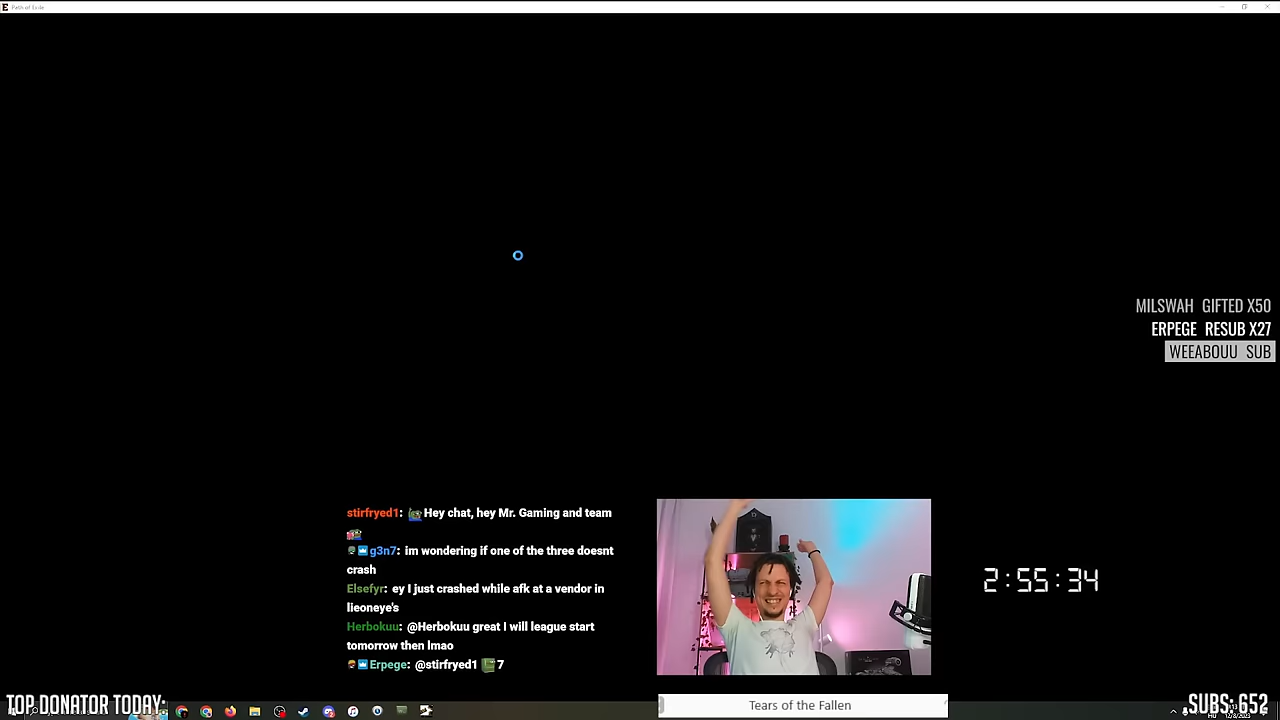 Path of Exile
MILSWAH GIFTED X50
ERPEGE RESUB X27
WEEABOUU SUB
stirfryed1: Hey chat, hey Mr. Gaming and team
g3n7: im wondering if one of the three doesnt
crash
Elsefyr: ey I just crashed while afk at a vendor in
lieoneye's
Herbokuu: @Herbokuu great I will league start
tomorrow then lmao
Erpege: @stirfryed1 7
2:55:34
Tears of the Fallen
TOP DONATOR TODAY:
SUBS: 652